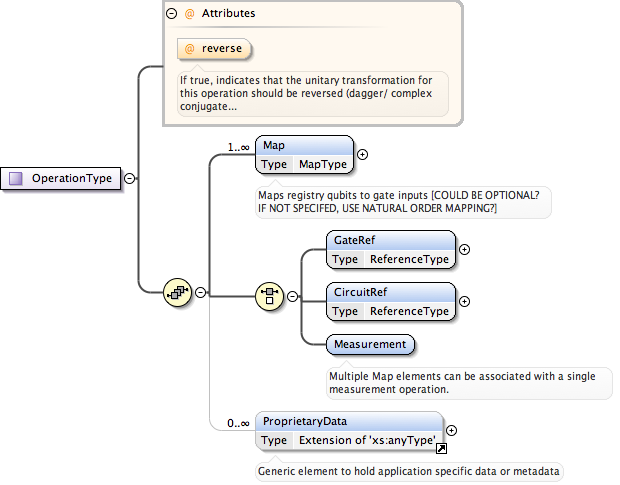 @ Attributes
@ reverse
If true, indicates that the unitary transformation for
this operation should be reversed (dagger/ complex
conjugate...
OperationType
1..∞
Map
Type MapType
Maps registry qubits to gate inputs [COULD BE OPTIONAL?
IF NOT SPECIFED, USE NATURAL ORDER MAPPING?]
GateRef
Type ReferenceType
CircuitRef
Type ReferenceType
Measurement
Multiple Map elements can be associated with a single
measurement operation.
0..∞
ProprietaryData
Type Extension of 'xs:anyType'
Generic element to hold application specific data or metadata